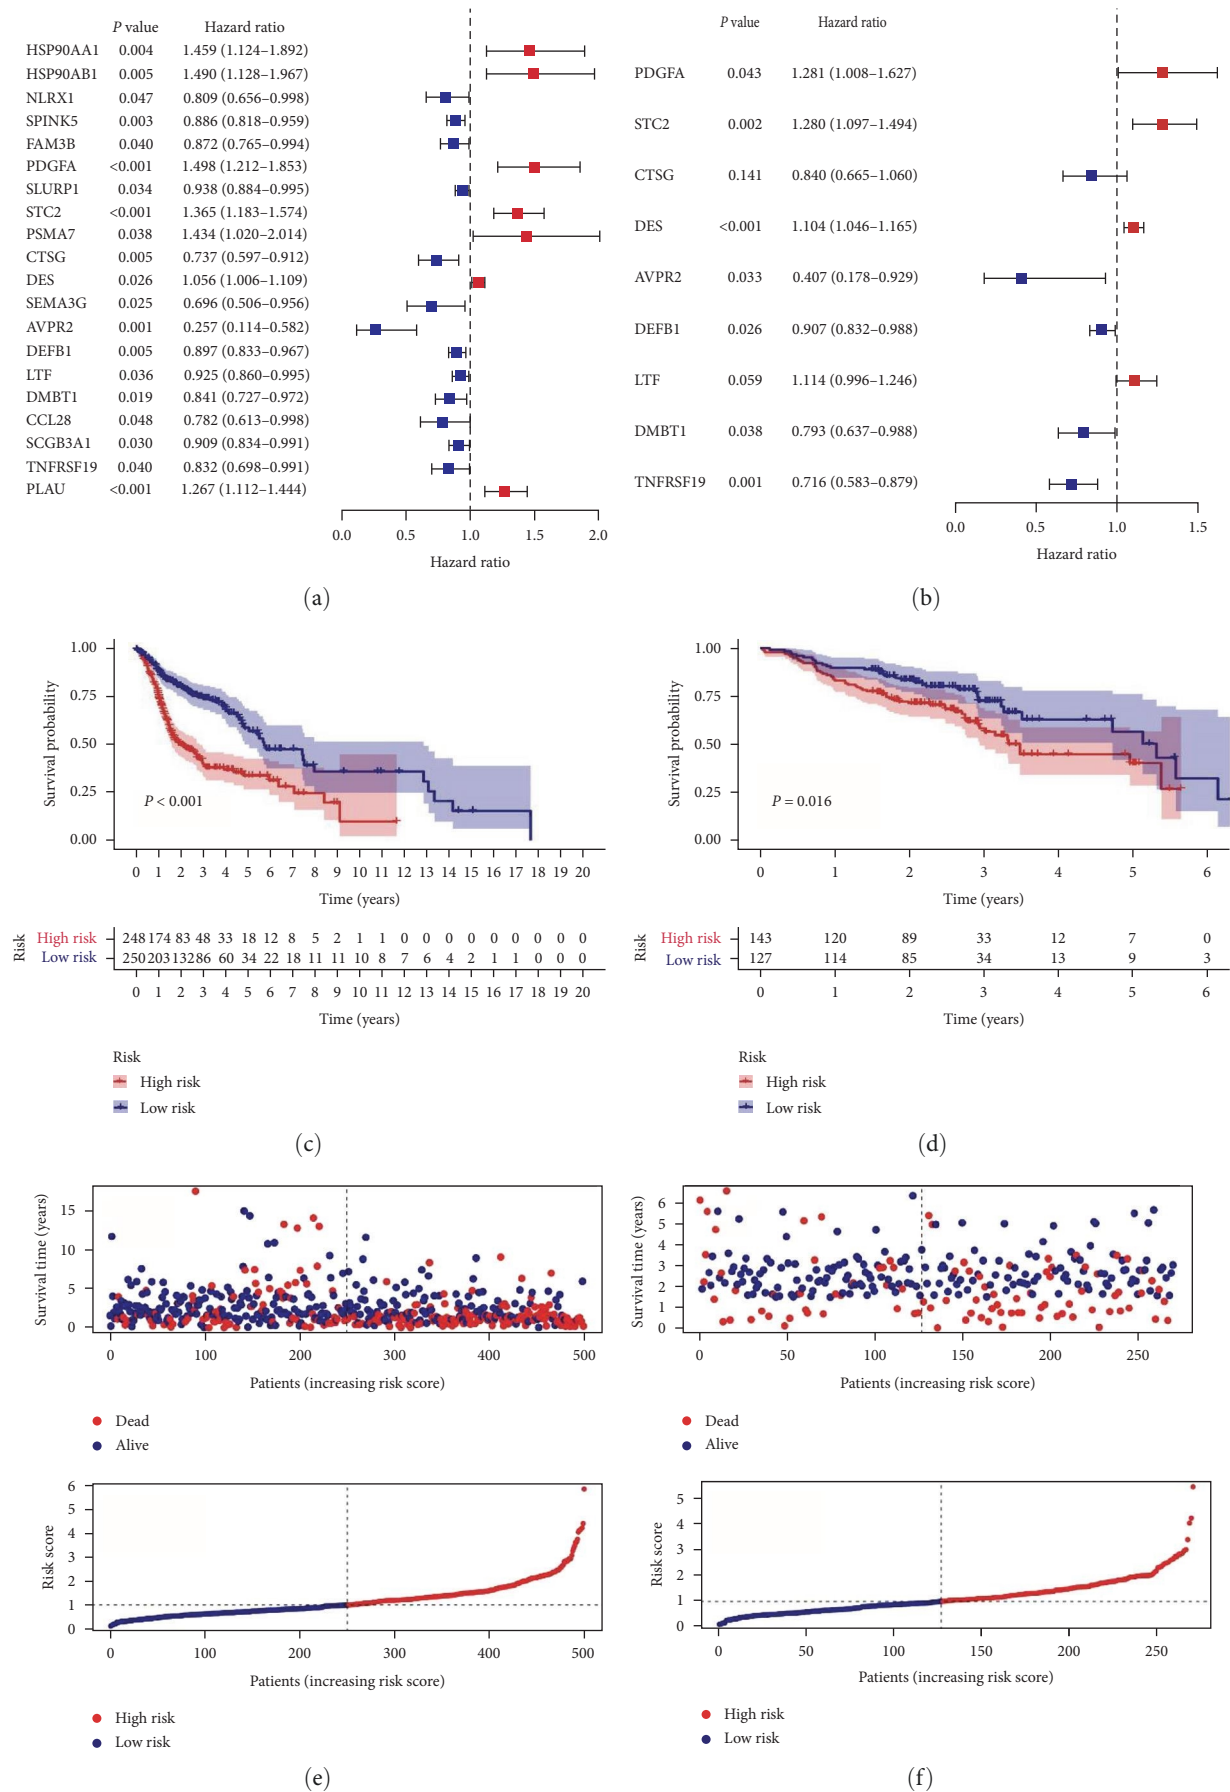 P value Hazard ratio
HSP90AA1 0.004 1.459 (1.124–1.892)
HSP90AB1 0.005 1.490 (1.128–1.967)
NLRX1 0.047 0.809 (0.656–0.998)
SPINK5 0.003 0.886 (0.818–0.959)
FAM3B 0.040 0.872 (0.765–0.994)
PDGFA <0.001 1.498 (1.212–1.853)
SLURP1 0.034 0.938 (0.884–0.995)
STC2 <0.001 1.365 (1.183–1.574)
PSMA7 0.038 1.434 (1.020–2.014)
CTSG 0.005 0.737 (0.597–0.912)
DES 0.026 1.056 (1.006–1.109)
SEMA3G 0.025 0.696 (0.506–0.956)
AVPR2 0.001 0.257 (0.114–0.582)
DEFB1 0.005 0.897 (0.833–0.967)
LTF 0.036 0.925 (0.860–0.995)
DMBT1 0.019 0.841 (0.727–0.972)
CCL28 0.048 0.782 (0.613–0.998)
SCGB3A1 0.030 0.909 (0.834–0.991)
TNFRSF19 0.040 0.832 (0.698–0.991)
PLAU <0.001 1.267 (1.112–1.444)
0.0 0.5 1.0 1.5 2.0
Hazard ratio
(a)
P value Hazard ratio
PDGFA 0.043 1.281 (1.008–1.627)
STC2 0.002 1.280 (1.097–1.494)
CTSG 0.141 0.840 (0.665–1.060)
DES <0.001 1.104 (1.046–1.165)
AVPR2 0.033 0.407 (0.178–0.929)
DEFB1 0.026 0.907 (0.832–0.988)
LTF 0.059 1.114 (0.996–1.246)
DMBT1 0.038 0.793 (0.637–0.988)
TNFRSF19 0.001 0.716 (0.583–0.879)
0.0 0.5 1.0 1.5
Hazard ratio
(b)
Survival probability
1.00
0.75
0.50
0.25
0.00
P < 0.001
0 1 2 3 4 5 6 7 8 9 10 11 12 13 14 15 16 17 18 19 20
Time (years)
Risk
High risk 248 174 83 48 33 18 12 8 5 2 1 1 0 0 0 0 0 0 0 0 0
Low risk 250 203 132 86 60 34 22 18 11 11 10 8 7 6 4 2 1 1 0 0 0
0 1 2 3 4 5 6 7 8 9 10 11 12 13 14 15 16 17 18 19 20
Time (years)
Risk
High risk
Low risk
(c)
Survival probability
1.00
0.75
0.50
0.25
0.00
P = 0.016
0 1 2 3 4 5 6
Time (years)
Risk
High risk 143 120 89 33 12 7 0
Low risk 127 114 85 34 13 9 3
0 1 2 3 4 5 6
Time (years)
Risk
High risk
Low risk
(d)
Survival time (years)
15
10
5
0
0 100 200 300 400 500
Patients (increasing risk score)
Dead
Alive
Risk score
6
5
4
3
2
1
0
0 100 200 300 400 500
Patients (increasing risk score)
High risk
Low risk
(e)
Survival time (years)
6
5
4
3
2
1
0
0 50 100 150 200 250
Patients (increasing risk score)
Dead
Alive
Risk score
5
4
3
2
1
0
0 50 100 150 200 250
Patients (increasing risk score)
High risk
Low risk
(f)